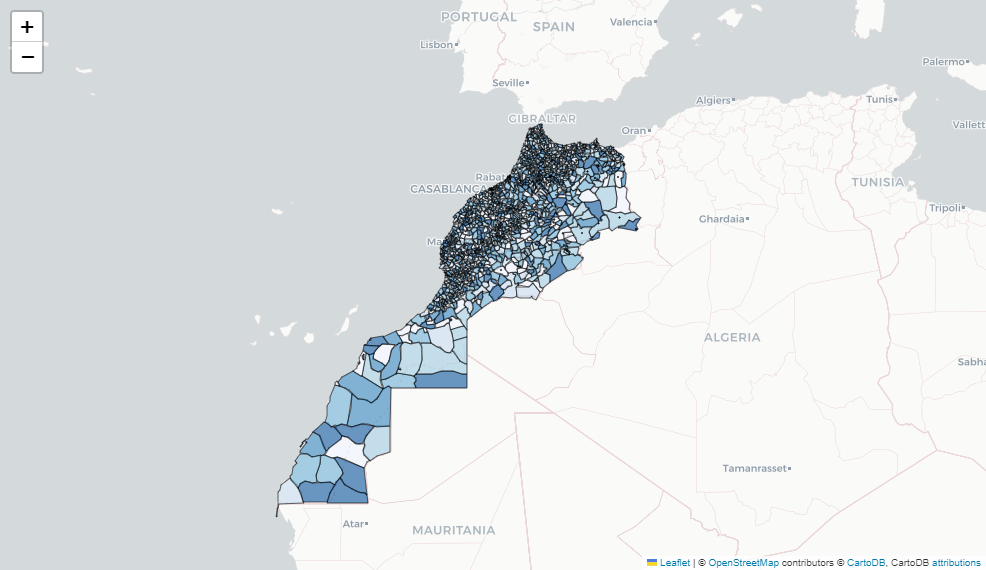 +
−
PORTUGAL
SPAIN
Valencia
Lisbon
Palermo
Seville
Algiers
Tunis
GIBRALTAR
Oran
Vallett
Rabat
CASABLANCA
TUNISIA
Tripoli
Ghardaia
Ma
ALGERIA
Sabha
Tamanrasset
Atar
MAURITANIA
Leaflet | © OpenStreetMap contributors © CartoDB, CartoDB attributions